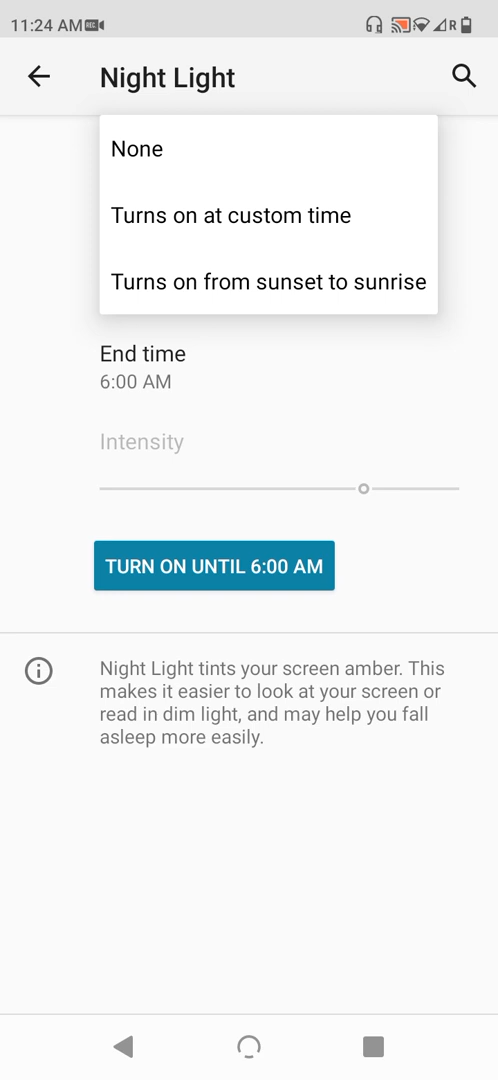 11:24 AM REC R
Night Light
None
Turns on at custom time
Turns on from sunset to sunrise
End time
6:00 AM
Intensity
TURN ON UNTIL 6:00 AM
Night Light tints your screen amber. This
makes it easier to look at your screen or
read in dim light, and may help you fall
asleep more easily.